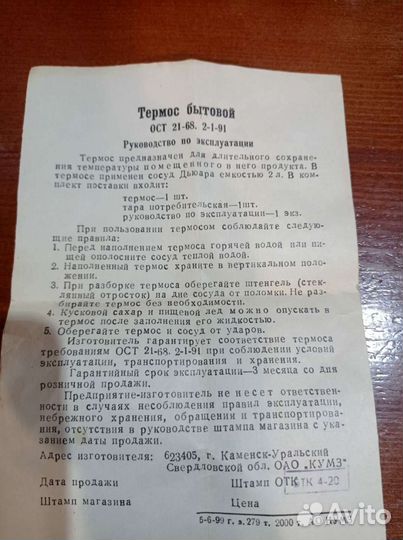 Термос бытовой
ОСТ 21-68. 2-1-91
Руководство по эксплуатации
Термос предназначен для длительного сохране-
ния температуры помещенного в него продукта. В
термосе применен сосуд Дьюара емкостью 2 л. В ком-
плект поставки входит:
термос—1 шт.
тара потребительская—1шт.
руководство по эксплуатации—1 экз.
При пользовании термосом соблюдайте следую-
щие правила:
1. Перед наполнением термоса горячей водой или пи-
щей ополосните сосуд теплой водой.
2. Наполненный термос храните в вертикальном поло-
жении.
3. При разборке термоса оберегайте штенгель (стек-
лянный отросток) на дне сосуда от поломки. Не раз-
бирайте термос без необходимости.
4. Кусковой сахар и пищевой лед можно опускать в
термос после заполнения его жидкостью.
5. Оберегайте термос и сосуд от ударов.
Изготовитель гарантирует соответствие термоса
требованиям ОСТ 21-68. 2-1-91 при соблюдении условий
эксплуатации, транспортирования и хранения.
Гарантийный срок эксплуатации—3 месяца со дня
розничной продажи.
Предприятие-изготовитель не несет ответствен-
ности в случаях несоблюдения правил эксплуатации,
небрежного хранения, обращения и транспортирова-
ния, отсутствия в руководстве штампа магазина с ука-
занием даты продажи.
Адрес изготовителя: 623405, г. Каменск-Уральский
Свердловской обл. ОАО „КУМЗ"
Дата продажи Штамп ОТК ОТК 4-20
Штамп магазина Цена
5-6-99 г. з. 279 т. 2000
Avito